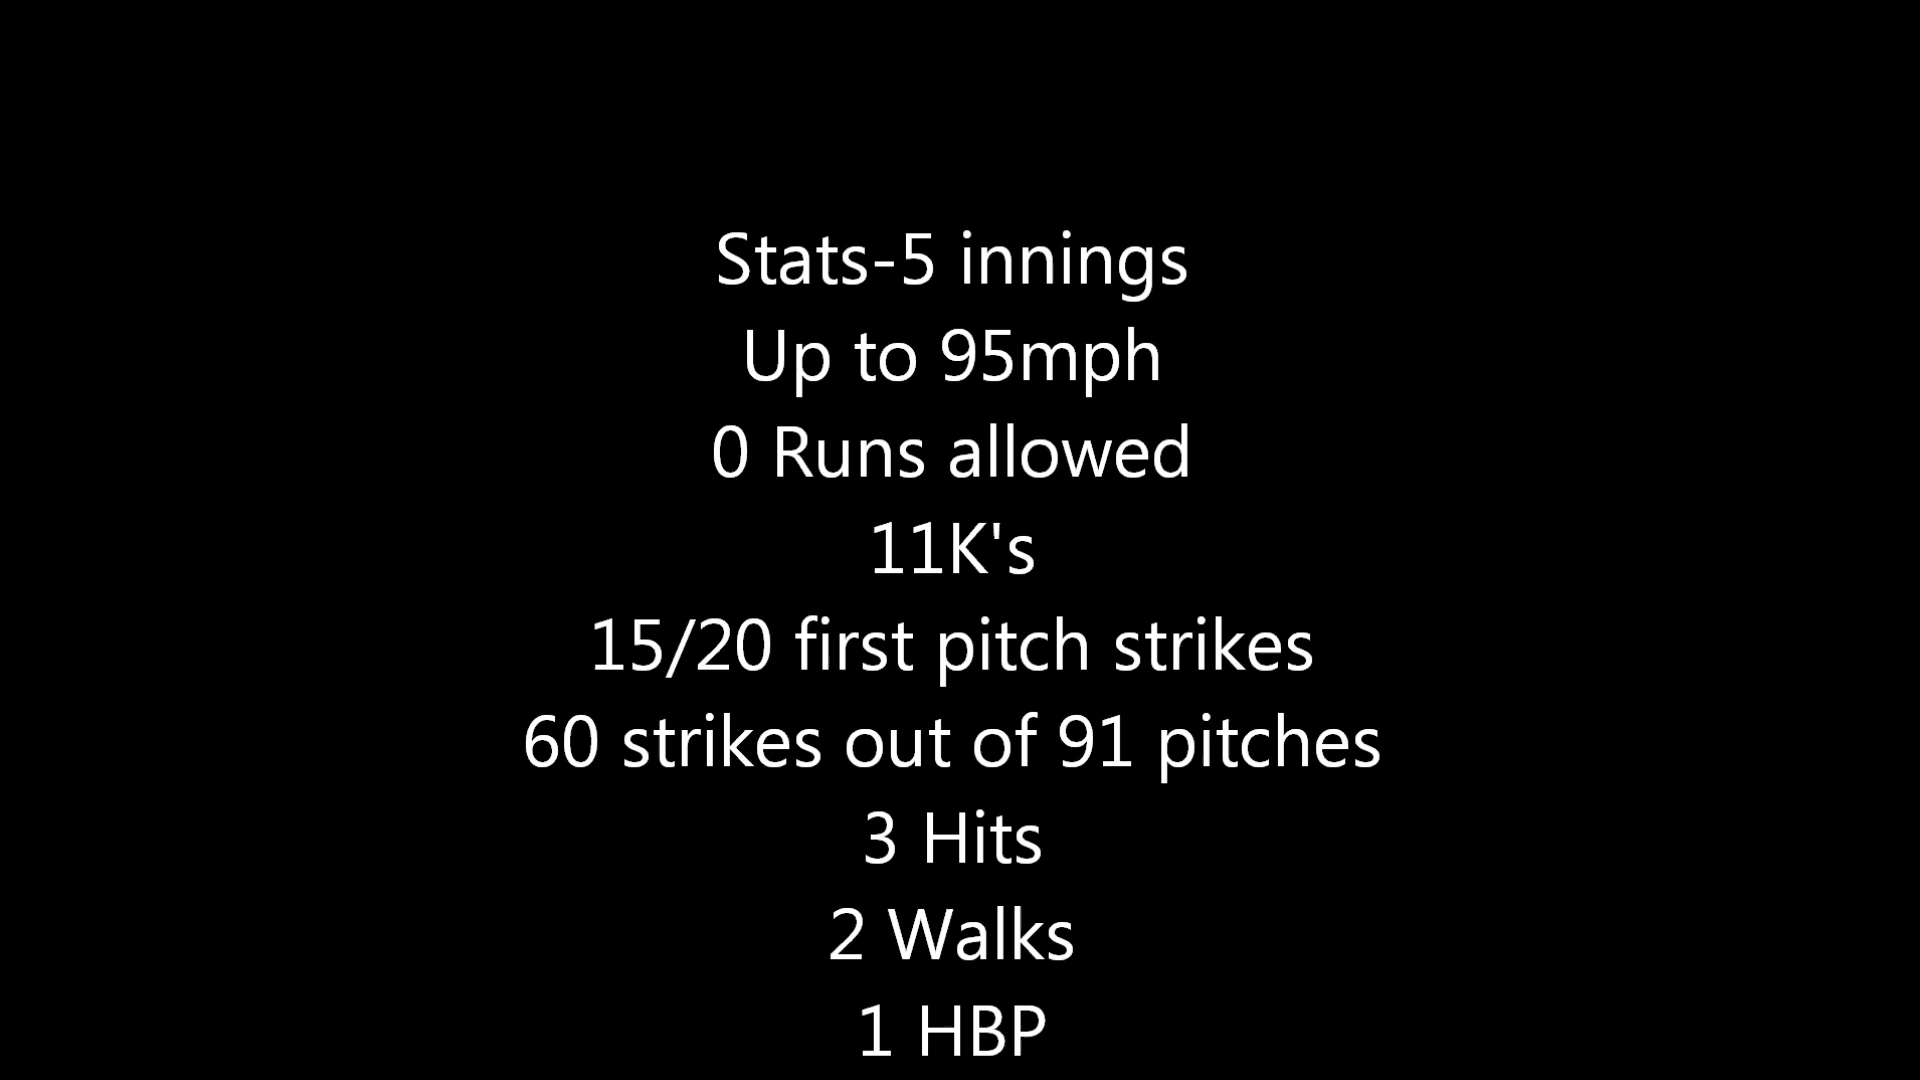 Stats-5 innings
Up to 95mph
0 Runs allowed
11K's
15/20 first pitch strikes
60 strikes out of 91 pitches
3 Hits
2 Walks
1 HBP